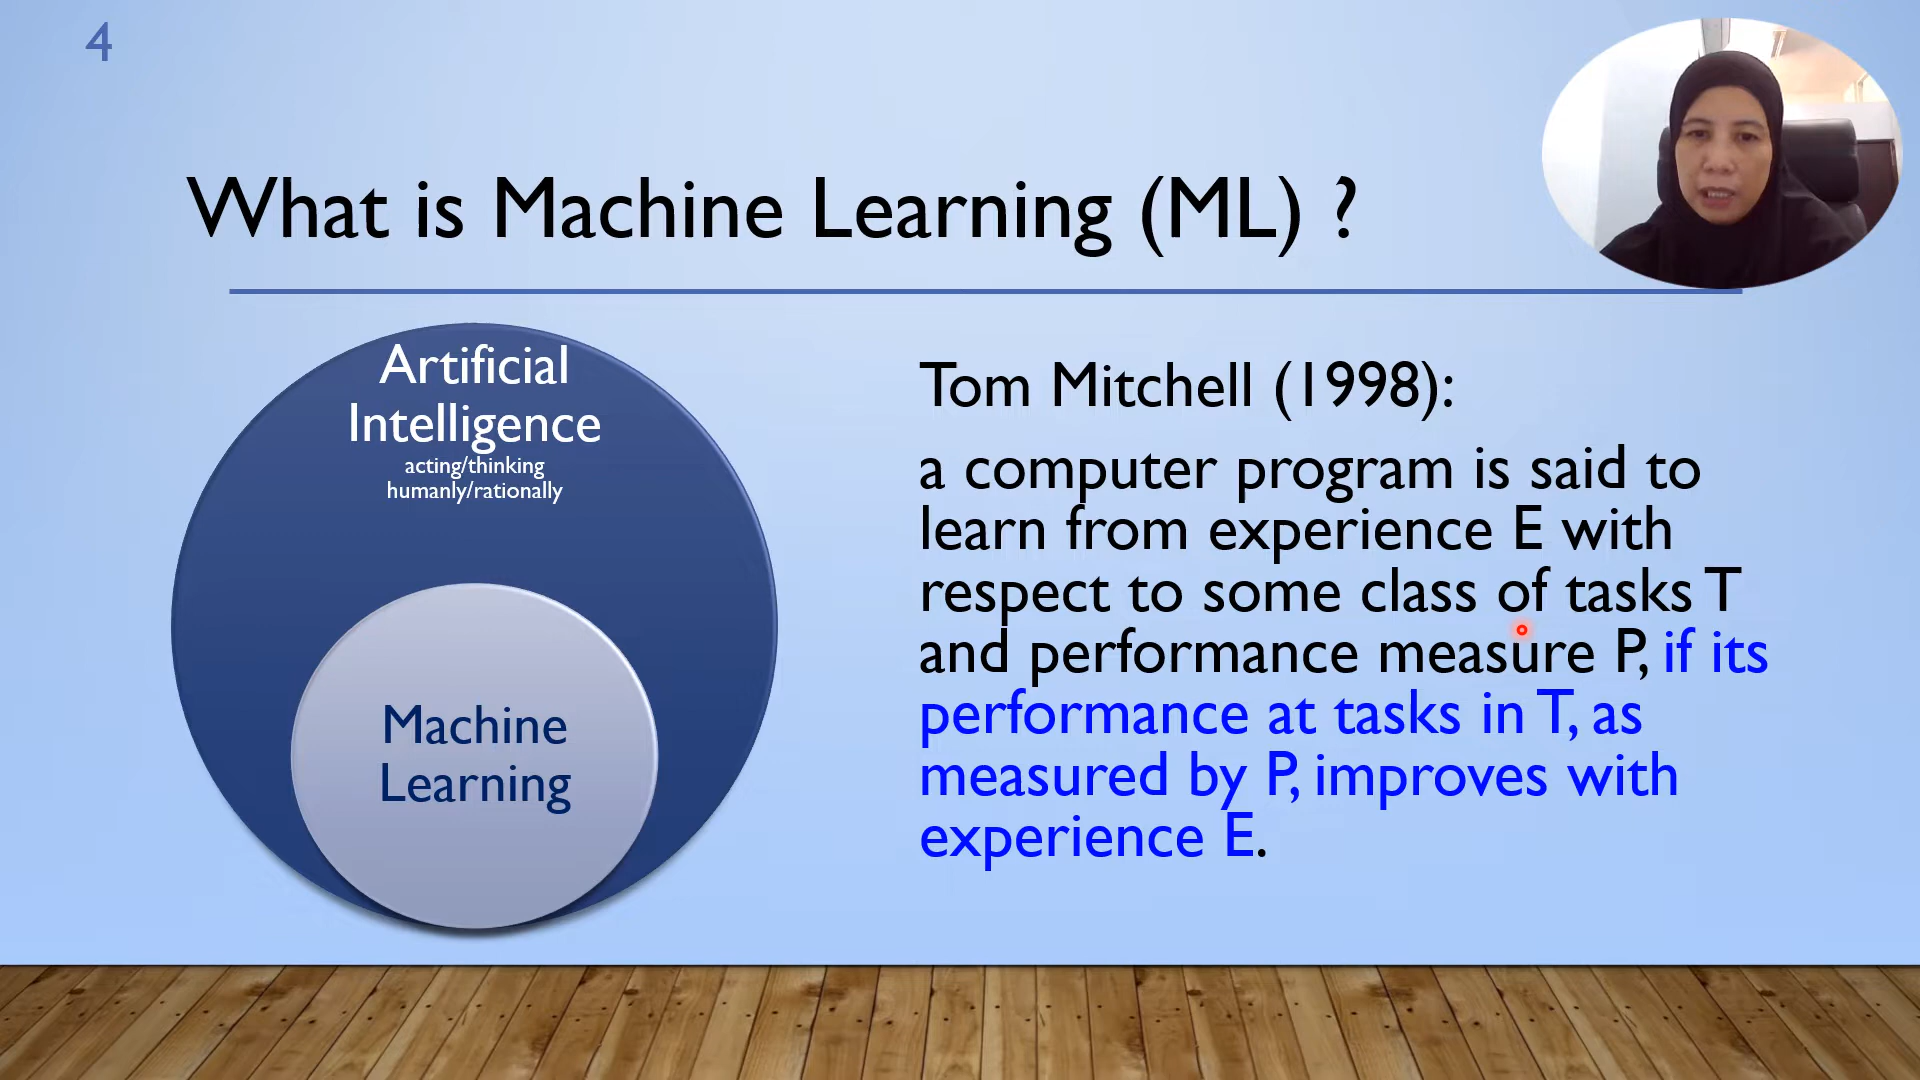 4
What is Machine Learning (ML) ?
Artificial
Intelligence
acting/thinking
humanly/rationally
Machine
Learning
Tom Mitchell (1998):
a computer program is said to
learn from experience E with
respect to some class of tasks T
and performance measure P, if its
performance at tasks in T, as
measured by P, improves with
experience E.